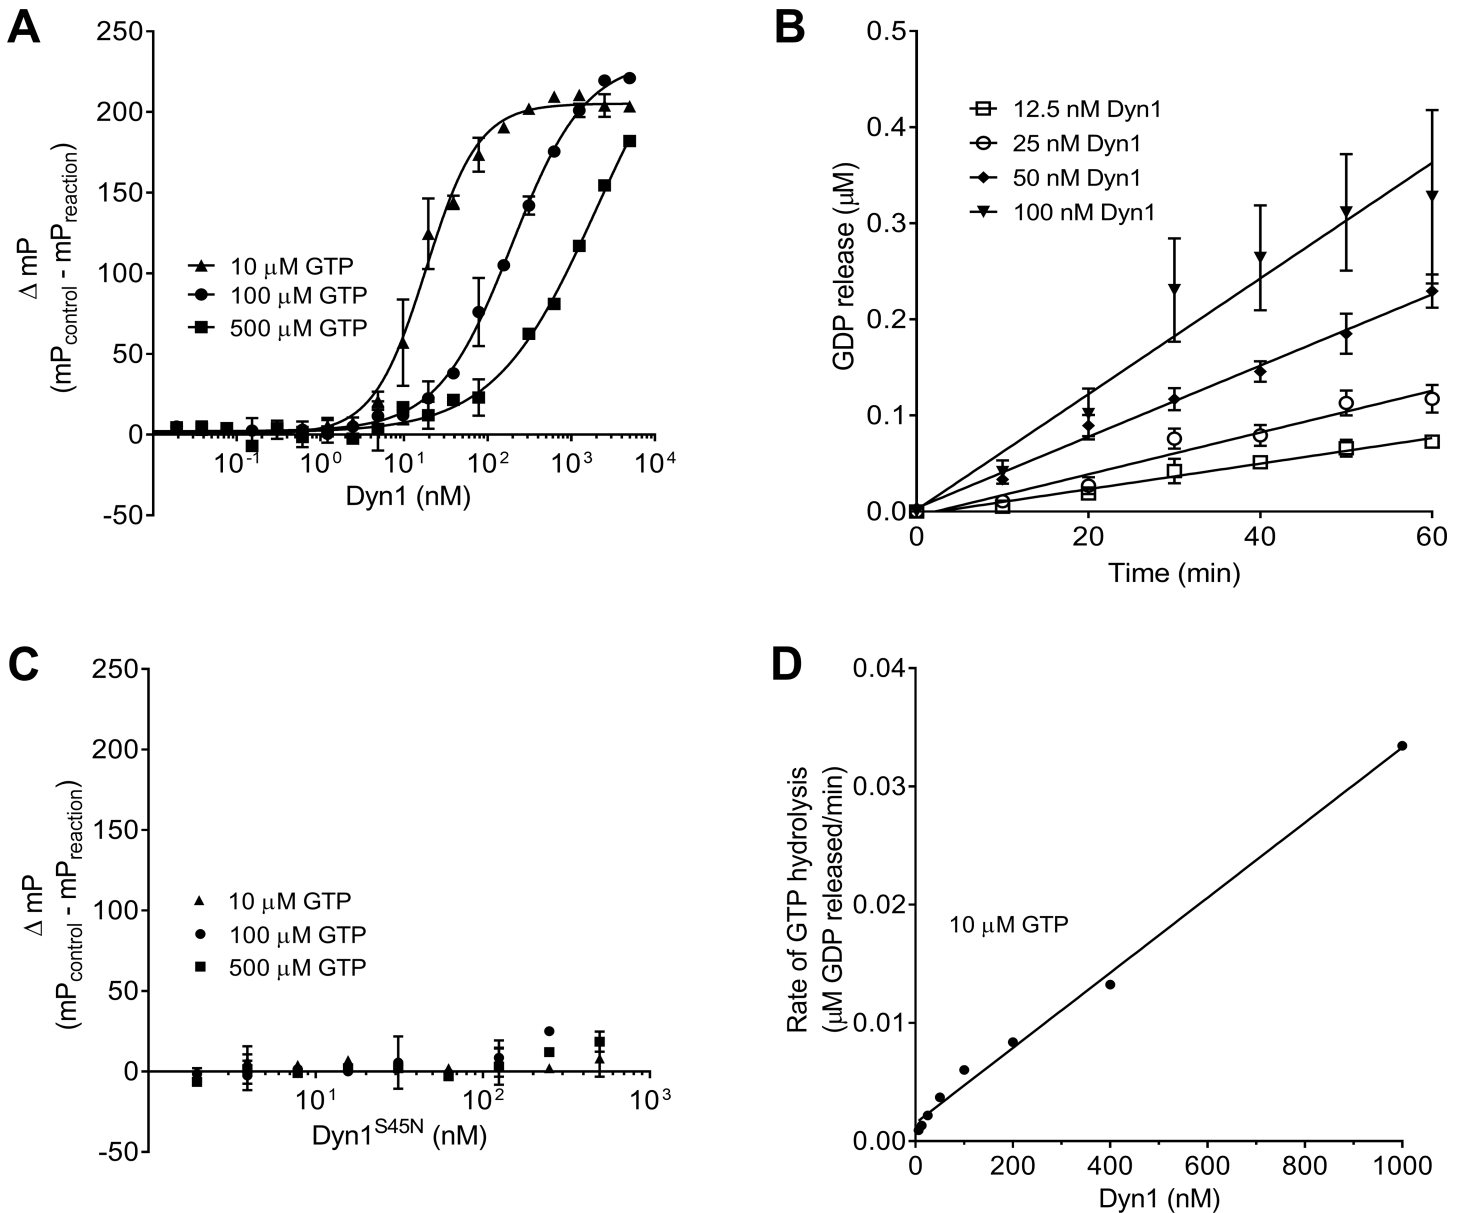 A
250
200
150
100
50
0
-50
Δ mP
(mPcontrol - mPreaction)
10 μM GTP
100 μM GTP
500 μM GTP
10-1 100 101 102 103 104
Dyn1 (nM)
B
0.5
0.4
0.3
0.2
0.1
0.0
GDP release (μM)
12.5 nM Dyn1
25 nM Dyn1
50 nM Dyn1
100 nM Dyn1
0 20 40 60
Time (min)
C
250
200
150
100
50
0
-50
Δ mP
(mPcontrol - mPreaction)
10 μM GTP
100 μM GTP
500 μM GTP
101 102 103
Dyn1S45N (nM)
D
0.04
0.03
0.02
0.01
0.00
Rate of GTP hydrolysis
(μM GDP released/min)
10 μM GTP
0 200 400 600 800 1000
Dyn1 (nM)